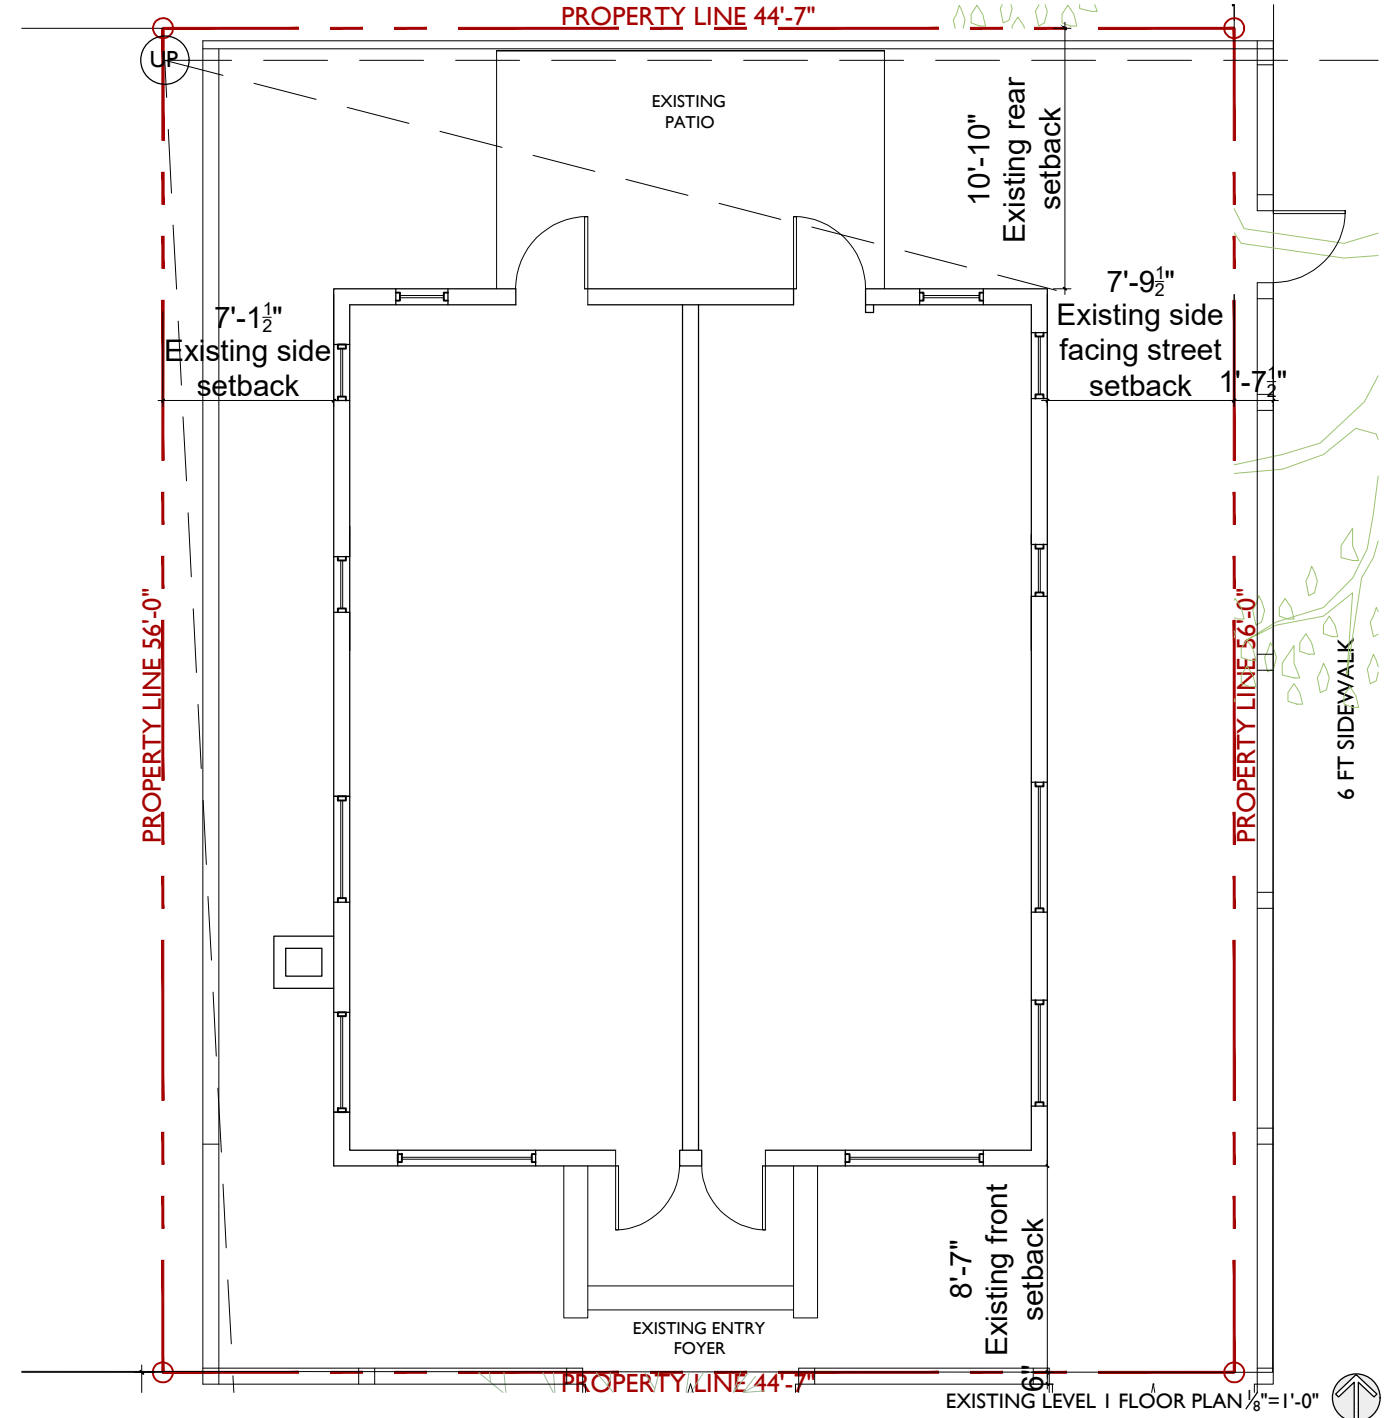 PROPERTY LINE 44'-7"
UP
EXISTING
PATIO
10'-10"
Existing rear
setback
7'-1½"
Existing side
setback
7'-9½"
Existing side
facing street
setback
1'-7½"
PROPERTY LINE 56'-0"
PROPERTY LINE 56'-0"
6 FT SIDEWALK
8'-7"
Existing front
setback
EXISTING ENTRY
FOYER
6"
PROPERTY LINE 44'-7"
EXISTING LEVEL 1 FLOOR PLAN ⅛"=1'-0"